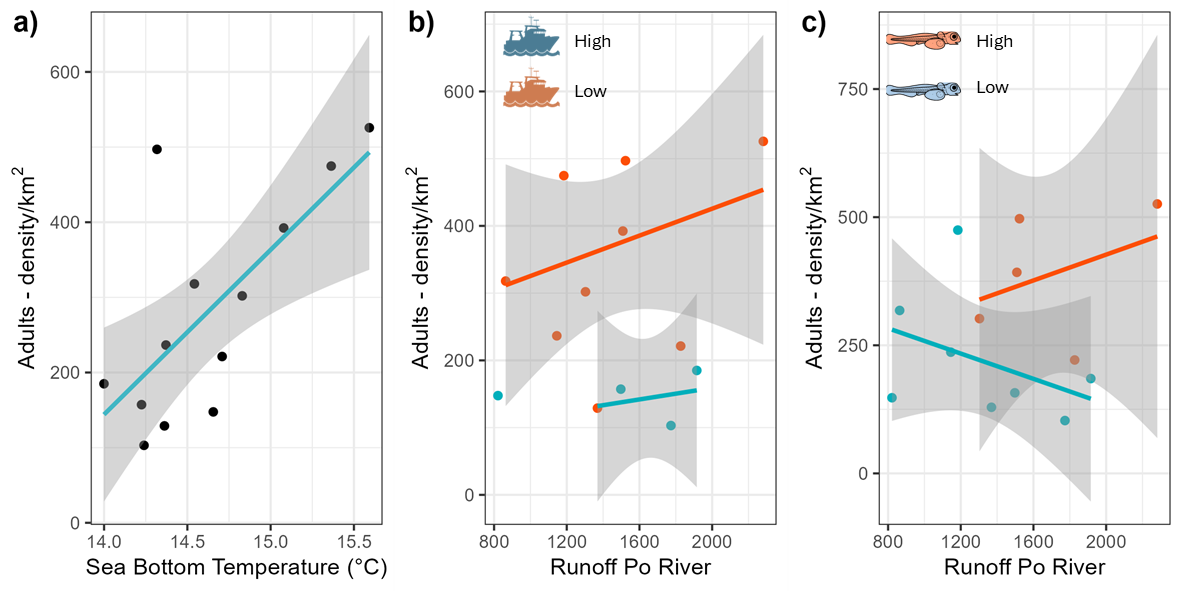 a)
Adults - density/km²
600
400
200
0
14.0 14.5 15.0 15.5
Sea Bottom Temperature (°C)
b)
High
Low
Adults - density/km²
600
400
200
0
800 1200 1600 2000
Runoff Po River
c)
High
Low
Adults - density/km²
750
500
250
0
800 1200 1600 2000
Runoff Po River